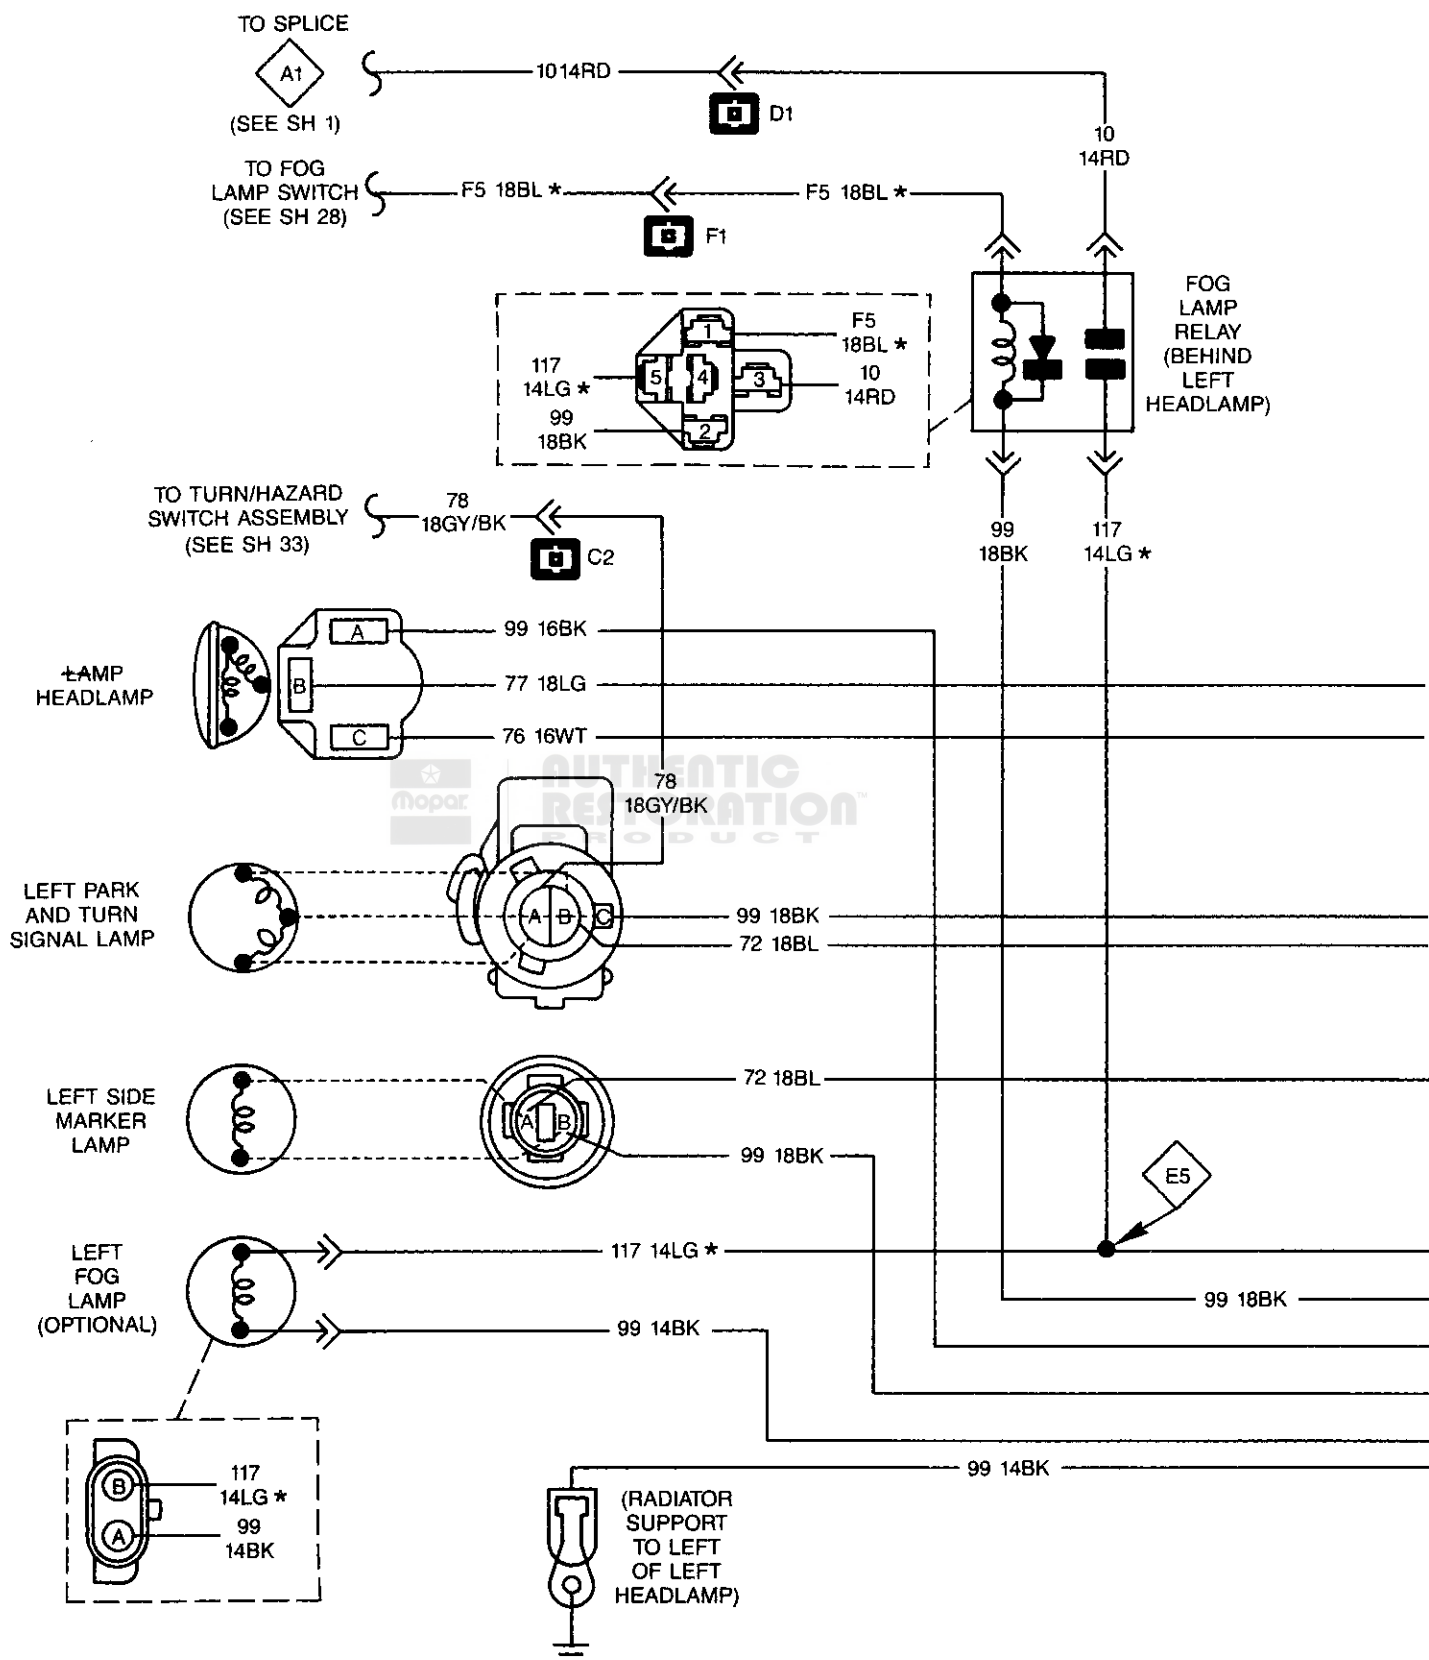 TO SPLICE
A1
(SEE SH 1)
1014RD
D1
10
14RD
TO FOG
LAMP SWITCH
(SEE SH 28)
F5 18BL *
F5 18BL *
F1
FOG
LAMP
RELAY
(BEHIND
LEFT
HEADLAMP)
1
F5
18BL *
117
14LG *
5
4
3
10
14RD
99
18BK
2
TO TURN/HAZARD
SWITCH ASSEMBLY
(SEE SH 33)
78
18GY/BK
C2
99
18BK
117
14LG *
LAMP
HEADLAMP
A
99 16BK
B
77 18LG
C
76 16WT
Mopar
AUTHENTIC
RESTORATION™
PRODUCT
78
18GY/BK
LEFT PARK
AND TURN
SIGNAL LAMP
A
B
C
99 18BK
72 18BL
LEFT SIDE
MARKER
LAMP
A
B
72 18BL
99 18BK
E5
LEFT
FOG
LAMP
(OPTIONAL)
117 14LG *
99 18BK
99 14BK
B
117
14LG *
A
99
14BK
99 14BK
(RADIATOR
SUPPORT
TO LEFT
OF LEFT
HEADLAMP)